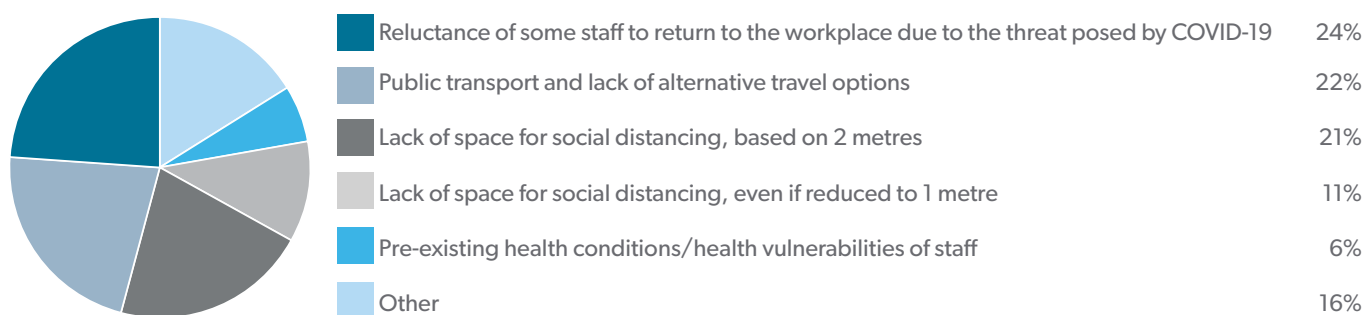 Reluctance of some staff to return to the workplace due to the threat posed by COVID-19 24%
Public transport and lack of alternative travel options 22%
Lack of space for social distancing, based on 2 metres 21%
Lack of space for social distancing, even if reduced to 1 metre 11%
Pre-existing health conditions/health vulnerabilities of staff 6%
Other 16%